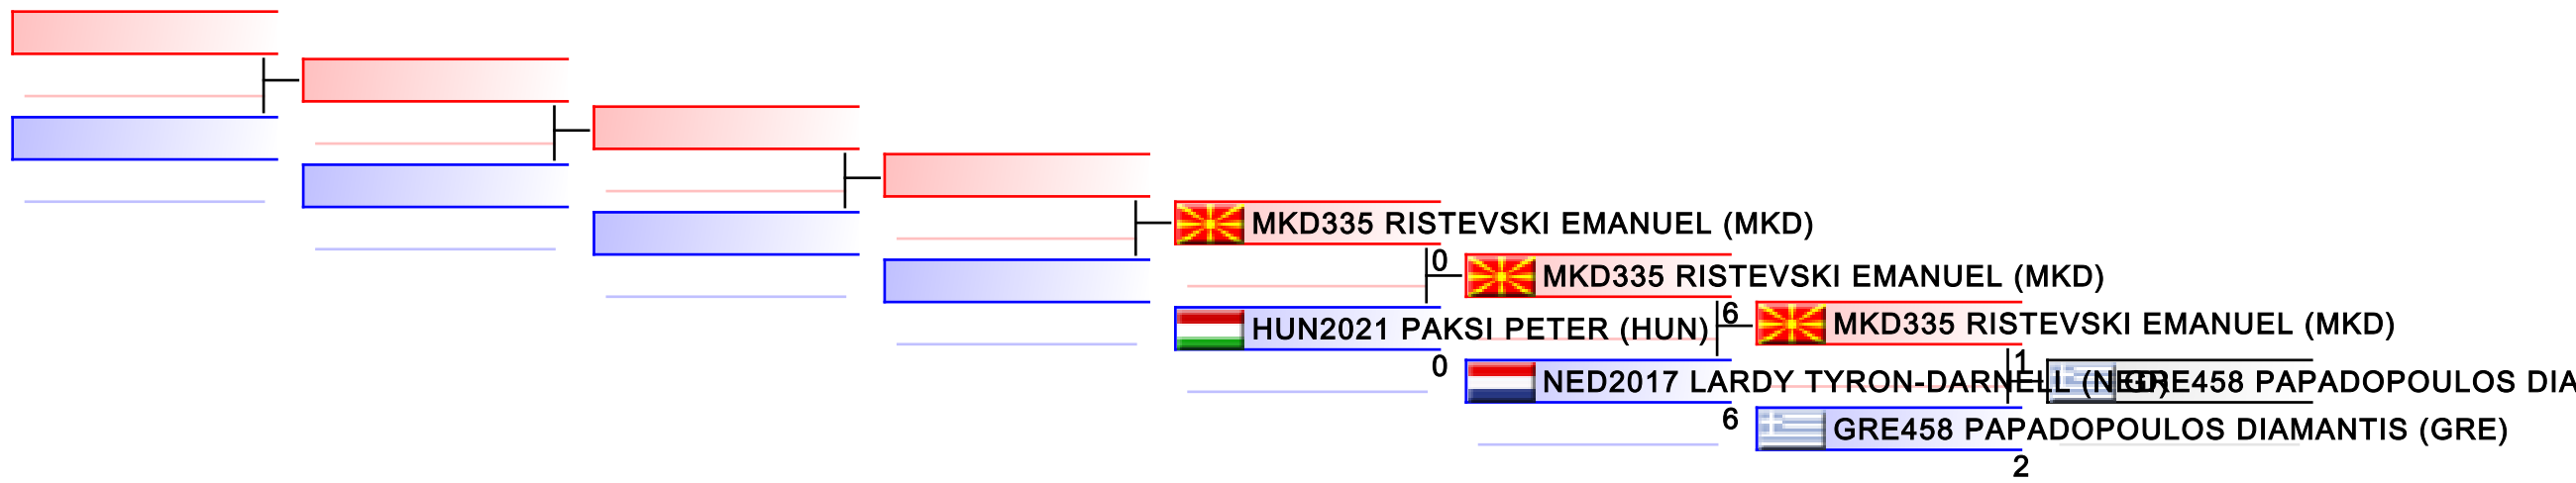 MKD335 RISTEVSKI EMANUEL (MKD)
0
MKD335 RISTEVSKI EMANUEL (MKD)
HUN2021 PAKSI PETER (HUN)
0
6
MKD335 RISTEVSKI EMANUEL (MKD)
NED2017 LARDY TYRON-DARNELL (NED)
6
1
GRE458 PAPADOPOULOS
GRE458 PAPADOPOULOS DIAMANTIS (GRE)
2